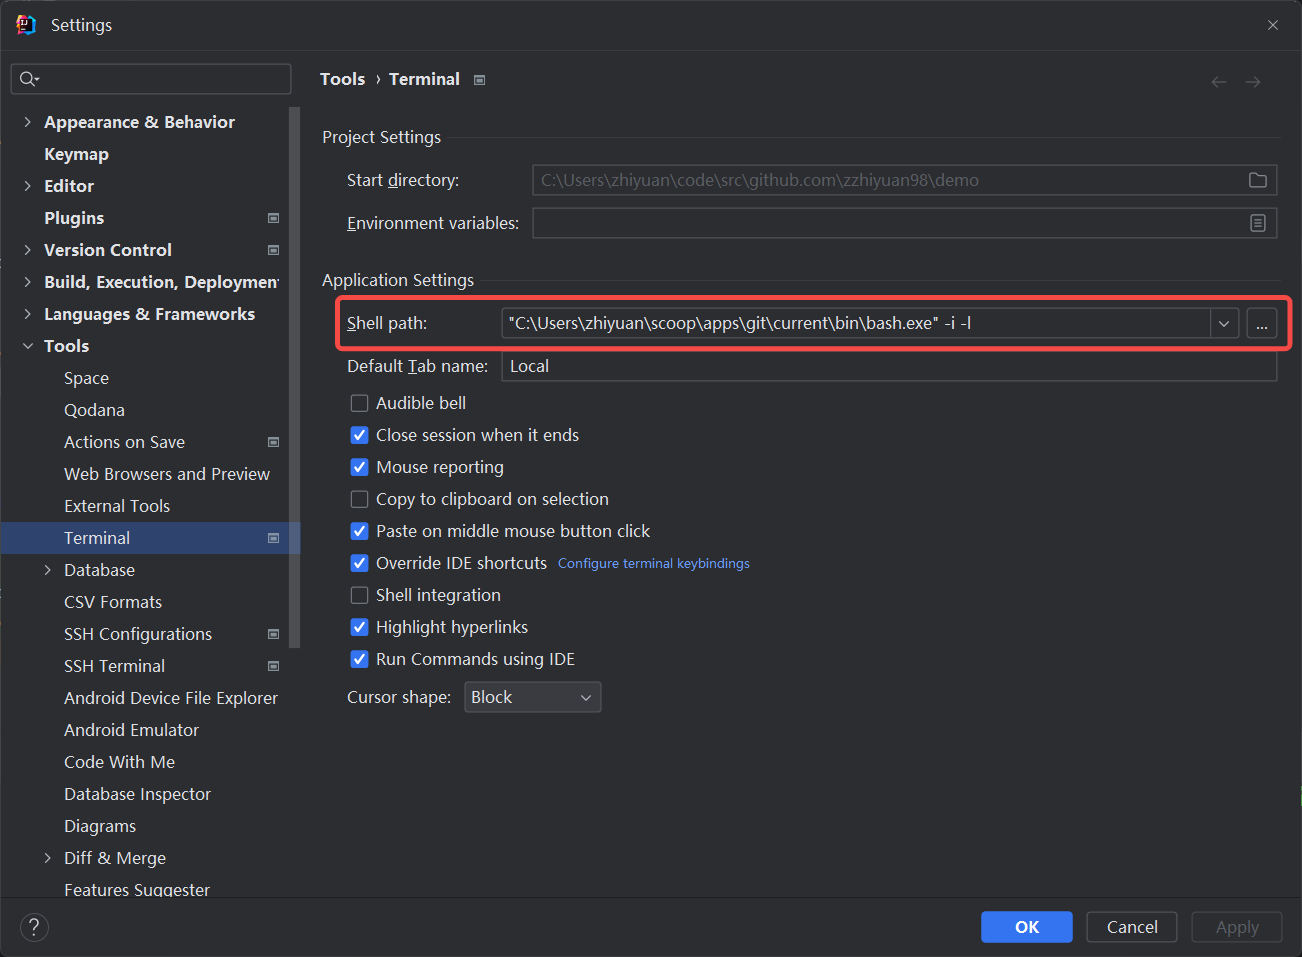 Settings
Tools › Terminal
Appearance & Behavior
Keymap
Editor
Plugins
Version Control
Build, Execution, Deploymen
Languages & Frameworks
Tools
Space
Qodana
Actions on Save
Web Browsers and Preview
External Tools
Terminal
Database
CSV Formats
SSH Configurations
SSH Terminal
Android Device File Explorer
Android Emulator
Code With Me
Database Inspector
Diagrams
Diff & Merge
Features Suggester
Project Settings
Start directory: C:\Users\zhiyuan\code\src\github.com\zzhiyuan98\demo
Environment variables:
Application Settings
Shell path: "C:\Users\zhiyuan\scoop\apps\git\current\bin\bash.exe" -i -l ...
Default Tab name: Local
Audible bell
Close session when it ends
Mouse reporting
Copy to clipboard on selection
Paste on middle mouse button click
Override IDE shortcuts Configure terminal keybindings
Shell integration
Highlight hyperlinks
Run Commands using IDE
Cursor shape: Block
? OK Cancel Apply